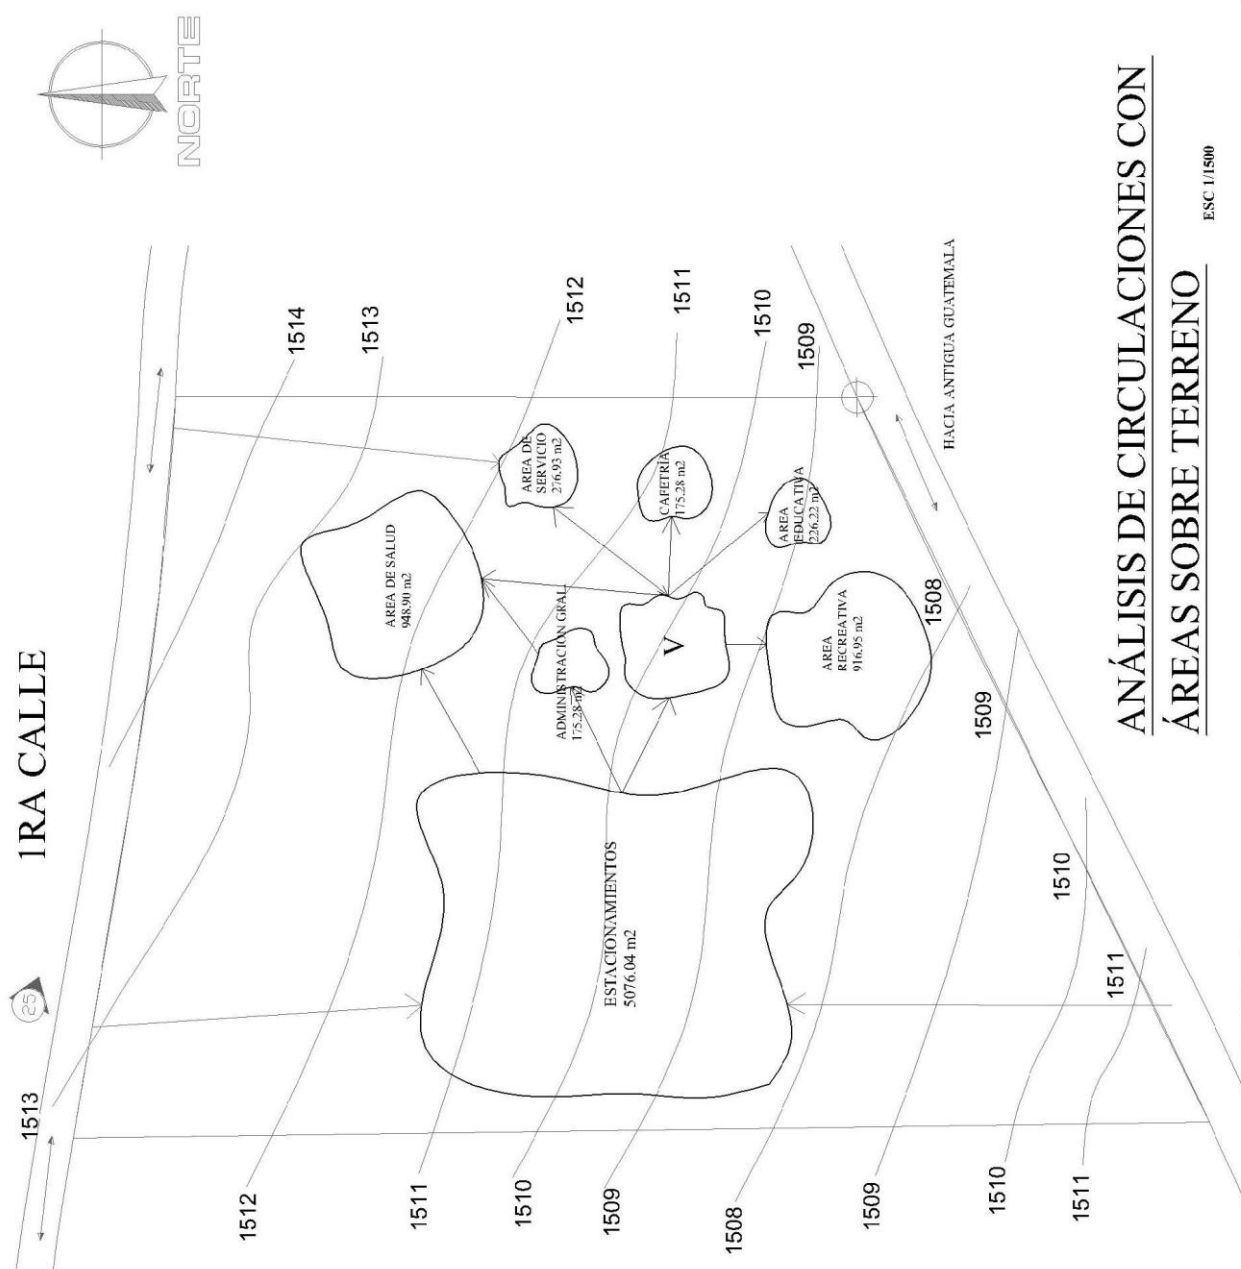 NORTE
1RA CALLE
25
1513
1514
1513
1512
1511
1510
1509
AREA DE SALUD
948.90 m2
AREA DE
SERVICIO
276.93 m2
ADMINISTRACION GRAL
175.28 m2
CAFETRÍA
175.28 m2
V
AREA
EDUCATIVA
226.22 m2
AREA
RECREATIVA
916.95 m2
ESTACIONAMIENTOS
5076.04 m2
1508
1509
1510
1511
1512
1511
1510
1509
1508
1509
1510
1511
HACIA ANTIGUA GUATEMALA
ANÁLISIS DE CIRCULACIONES CON
ÁREAS SOBRE TERRENO
ESC 1/1500